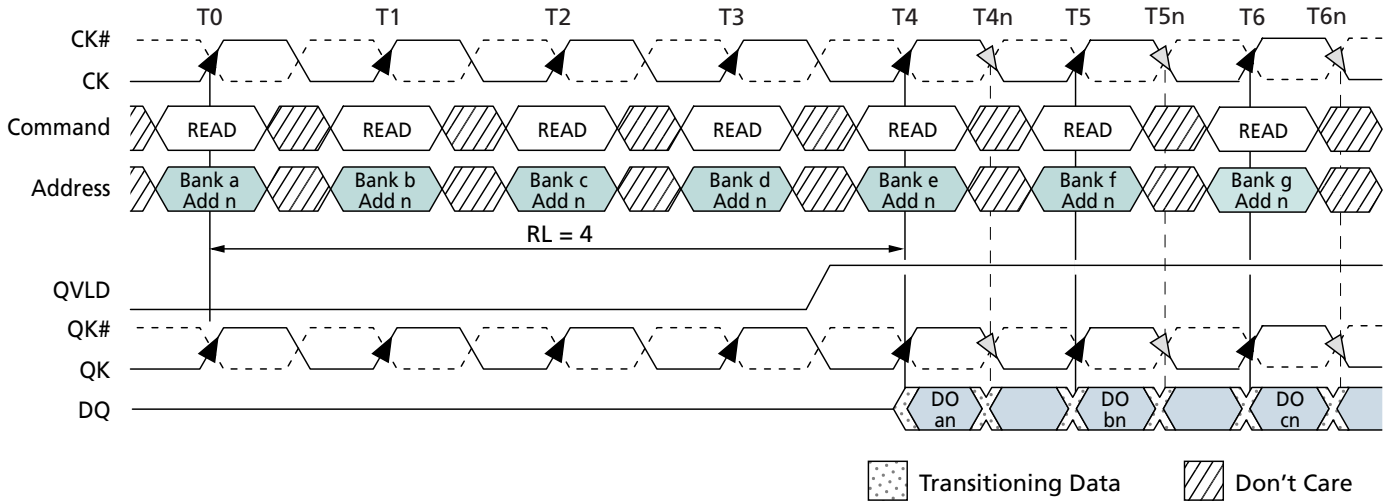 T0 T1 T2 T3 T4 T4n T5 T5n T6 T6n
CK#
CK
Command READ READ READ READ READ READ READ
Address Bank a Add n Bank b Add n Bank c Add n Bank d Add n Bank e Add n Bank f Add n Bank g Add n
RL = 4
QVLD
QK#
QK
DQ DO an DO bn DO cn
Transitioning Data Don't Care